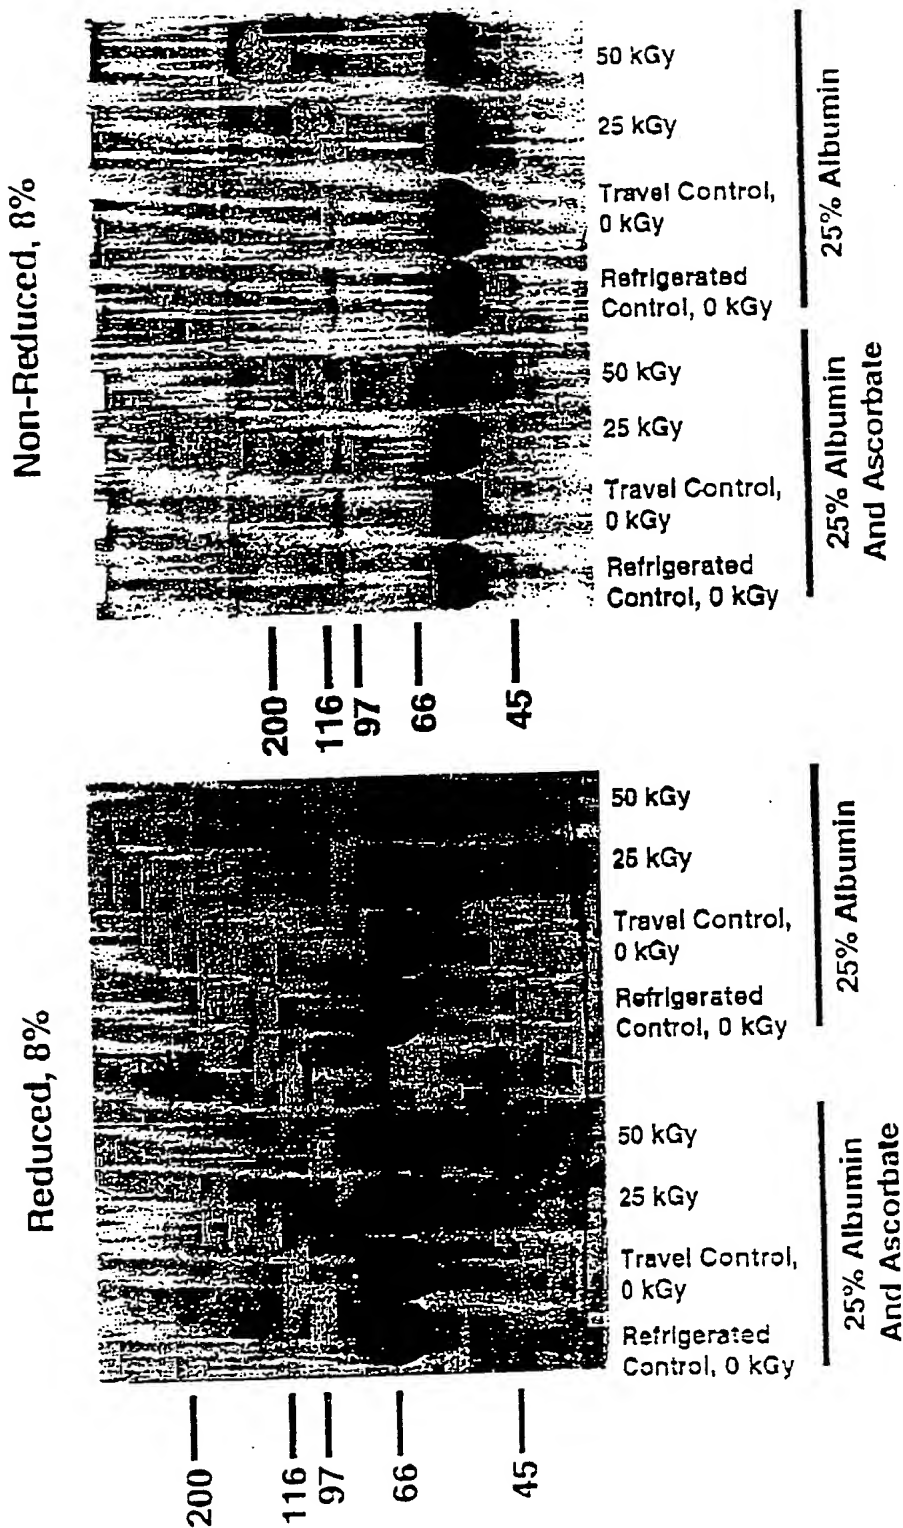 Non-Reduced, 8%
50 kGy
25 kGy
Travel Control,
0 kGy
Refrigerated
Control, 0 kGy
50 kGy
25 kGy
Travel Control,
0 kGy
Refrigerated
Control, 0 kGy
25% Albumin
25% Albumin
And Ascorbate
200
116
97
66
45
Reduced, 8%
50 kGy
25 kGy
Travel Control,
0 kGy
Refrigerated
Control, 0 kGy
50 kGy
25 kGy
Travel Control,
0 kGy
Refrigerated
Control, 0 kGy
25% Albumin
25% Albumin
And Ascorbate
200
116
97
66
45